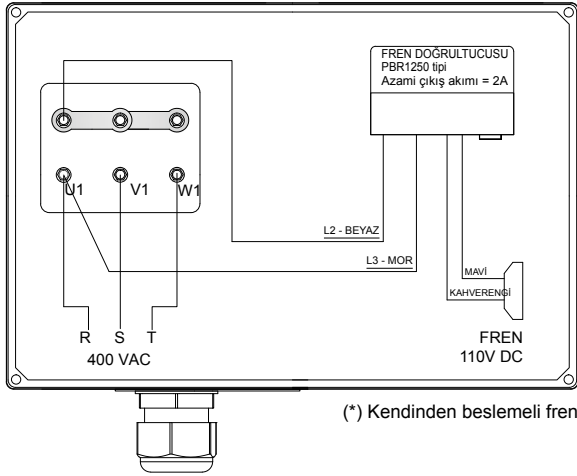 FREN DOĞRULTUCUSU
PBR1250 tipi
Azami çıkış akımı = 2A
U1 V1 W1
L2 - BEYAZ
L3 - MOR
MAVİ
KAHVERENGİ
R S T
400 VAC
FREN
110V DC
(*) Kendinden beslemeli fren